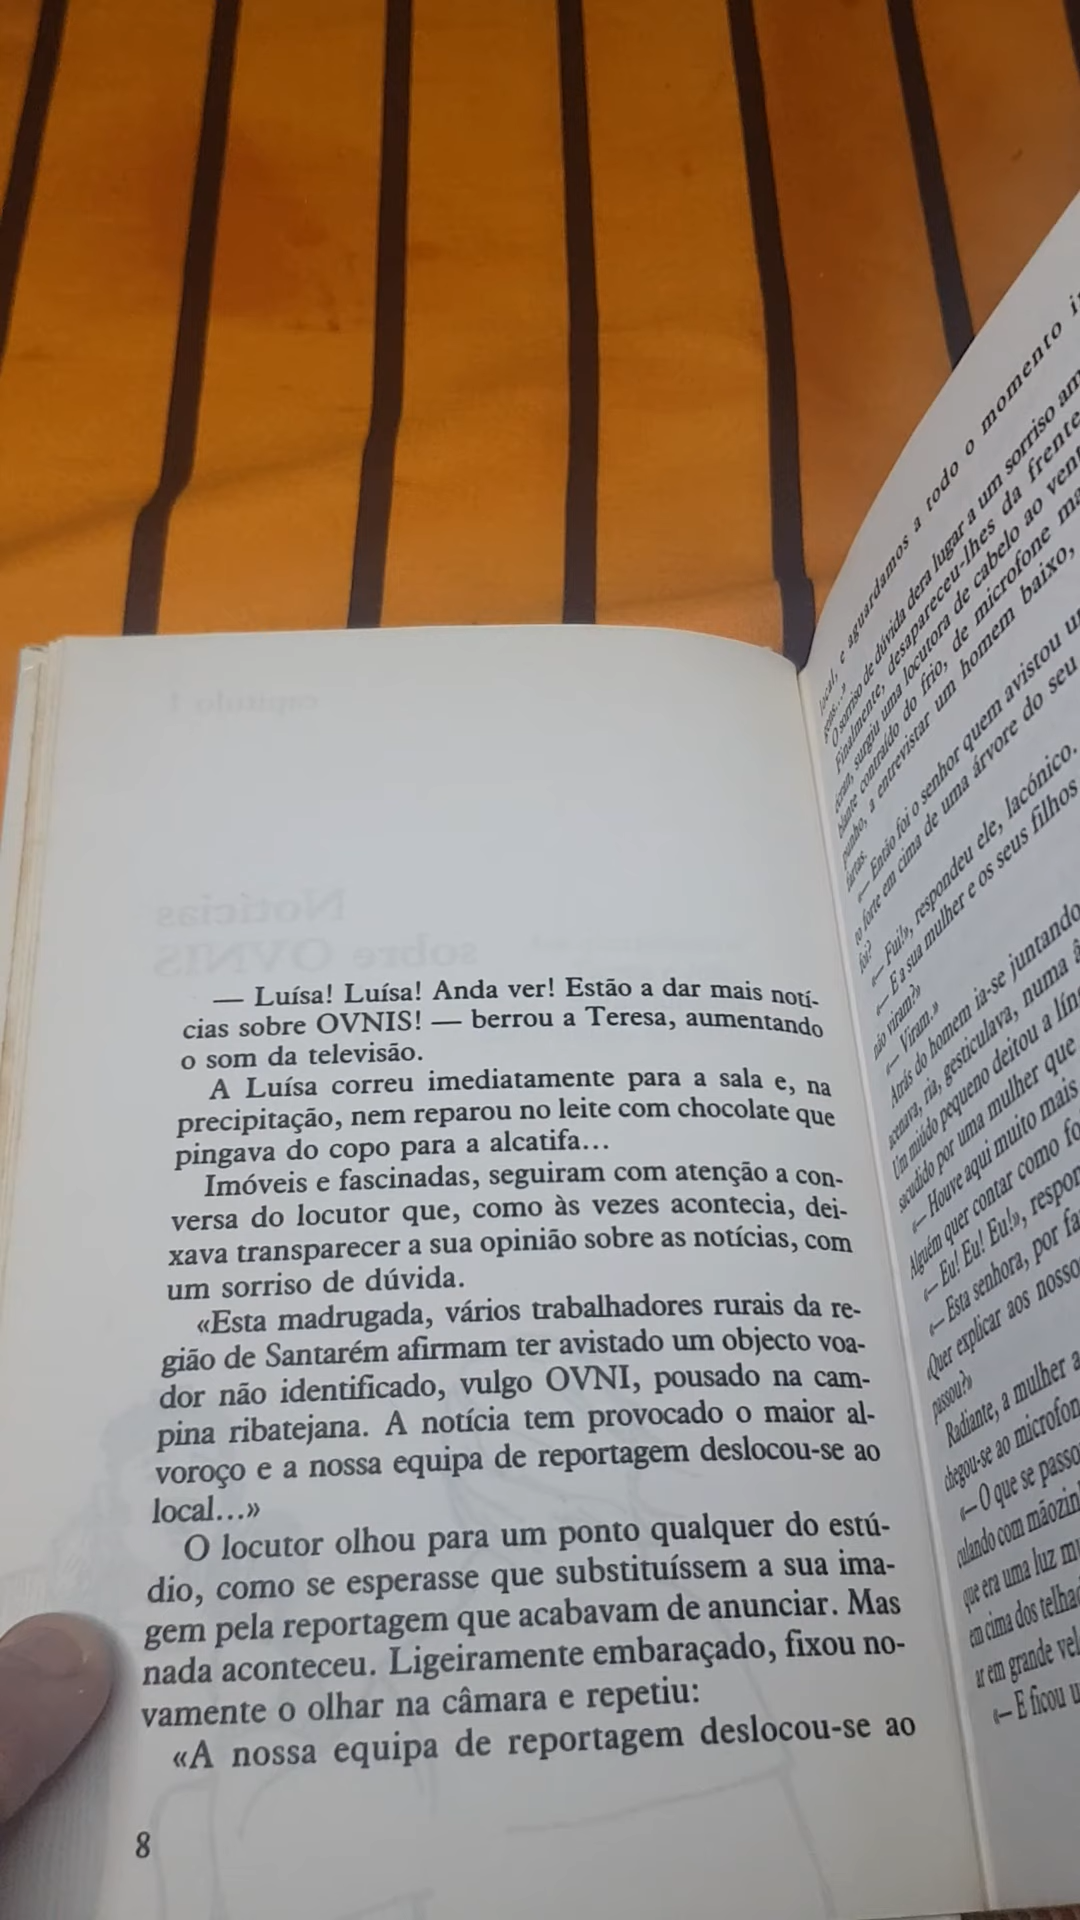 — Luísa! Luísa! Anda ver! Estão a dar mais notí-
cias sobre OVNIS! — berrou a Teresa, aumentando
o som da televisão.
A Luísa correu imediatamente para a sala e, na
precipitação, nem reparou no leite com chocolate que
pingava do copo para a alcatifa...
Imóveis e fascinadas, seguiram com atenção a con-
versa do locutor que, como às vezes acontecia, dei-
xava transparecer a sua opinião sobre as notícias, com
um sorriso de dúvida.
«Esta madrugada, vários trabalhadores rurais da re-
gião de Santarém afirmam ter avistado um objecto voa-
dor não identificado, vulgo OVNI, pousado na cam-
pina ribatejana. A notícia tem provocado o maior al-
voroço e a nossa equipa de reportagem deslocou-se ao
local...»
O locutor olhou para um ponto qualquer do estú-
dio, como se esperasse que substituíssem a sua ima-
gem pela reportagem que acabavam de anunciar. Mas
nada aconteceu. Ligeiramente embaraçado, fixou no-
vamente o olhar na câmara e repetiu:
«A nossa equipa de reportagem deslocou-se ao
8
local, e aguardamos a todo o momento
O sorriso de dúvida dera lugar a um sorriso
Finalmente, desapareceu-lhes da frente
écran, surgiu uma locutora de cabelo ao
contraído do frio, de microfone
punho, a entrevistar um homem baixo,
«— Então foi o senhor quem avistou
to forte em cima de uma árvore do seu
foi?
«— Fui!», respondeu ele, lacónico.
«— E a sua mulher e os seus filhos
não viram?»
«— Viram.»
Atrás do homem ia-se juntando
acenava, ria, gesticulava, numa
Um miúdo pequeno deitou a
sacudido por uma mulher que
«— Houve aqui muito mais
Alguém quer contar como
«— Eu! Eu! Eu!»,
«— Esta senhora, por
Quer explicar aos
passou?»
Radiante, a mulher
chegou-se ao
«— O que se
culando com
que era uma luz
em cima dos
ar em grande
«— E ficou